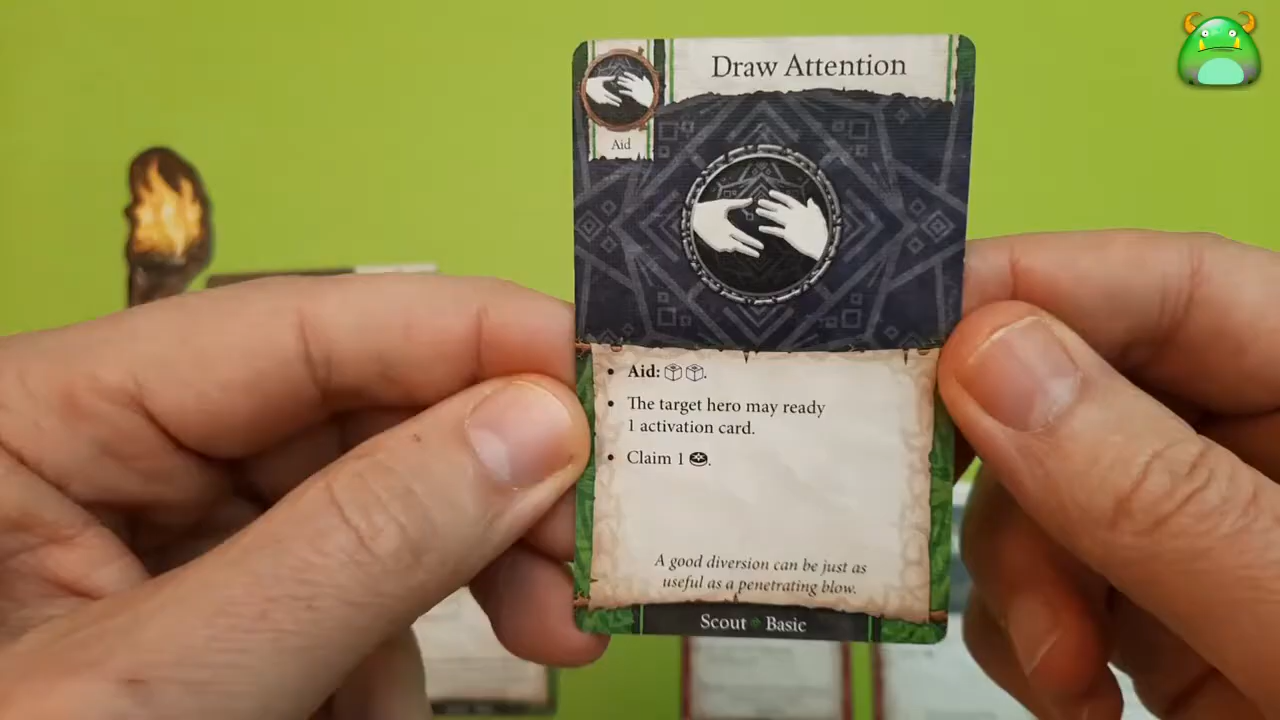 Draw Attention
Aid
• Aid:
• The target hero may ready
1 activation card.
• Claim 1
A good diversion can be just as
useful as a penetrating blow.
Scout Basic